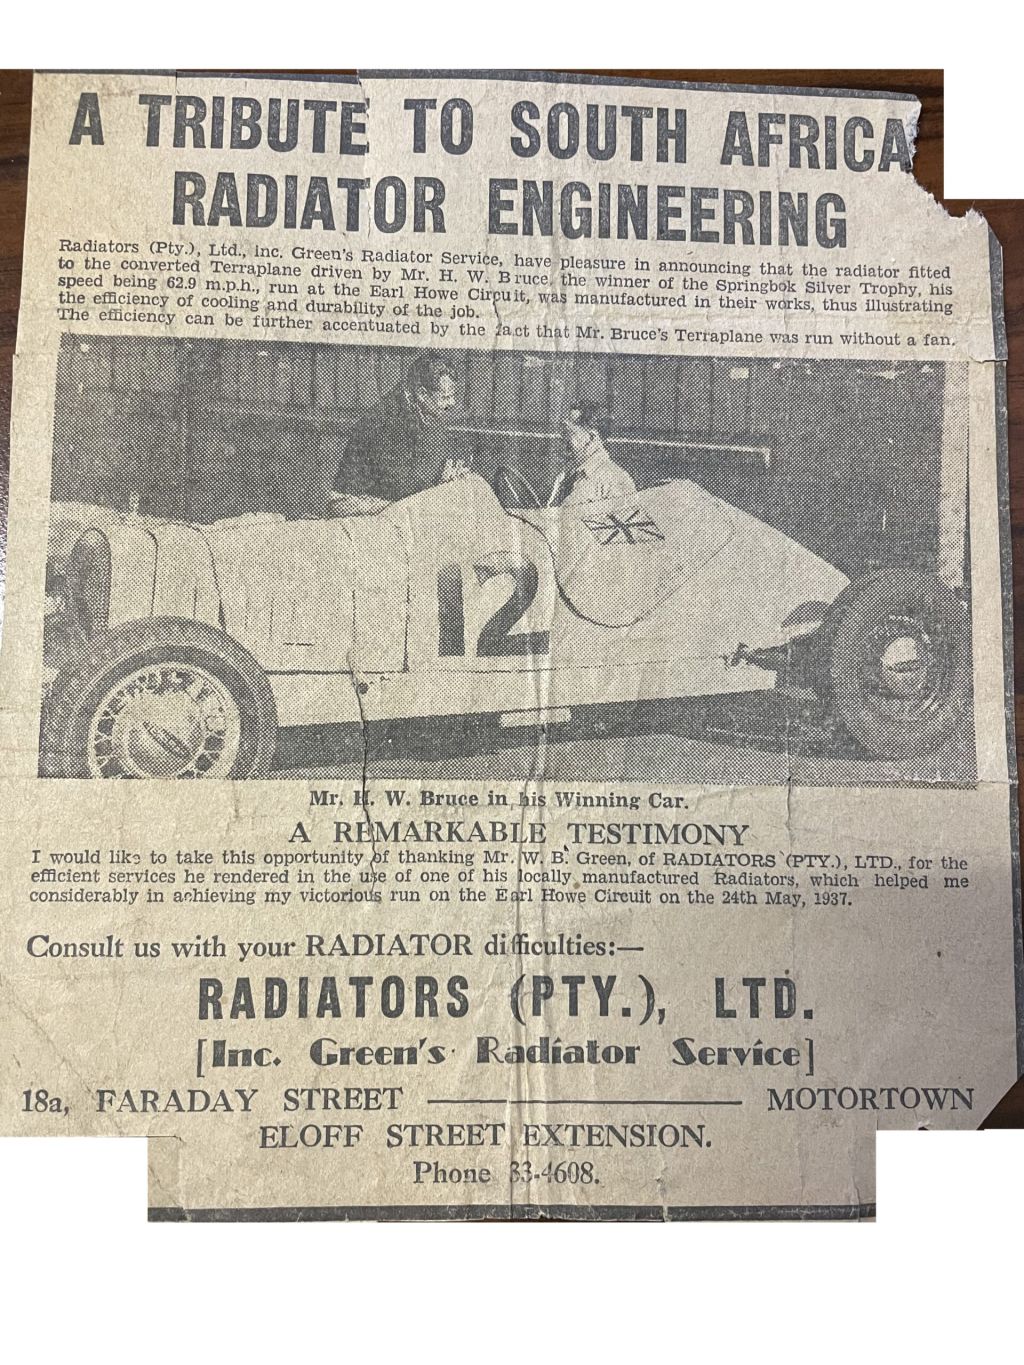 A TRIBUTE TO SOUTH AFRICA
RADIATOR ENGINEERING
Radiators (Pty.), Ltd., inc. Green's Radiator Service, have pleasure in announcing that the radiator fitted
to the converted Terraplane driven by Mr. H. W. Bruce, the winner of the Springbok Silver Trophy, his
speed being 62.9 m.p.h., run at the Earl Howe Circuit, was manufactured in their works, thus illustrating
the efficiency of cooling and durability of the job.
The efficiency can be further accentuated by the fact that Mr. Bruce's Terraplane was run without a fan.
12
Mr. H. W. Bruce in his Winning Car.
A REMARKABLE TESTIMONY
I would like to take this opportunity of thanking Mr. W. B. Green, of RADIATORS (PTY.), LTD., for the
efficient services he rendered in the use of one of his locally manufactured Radiators, which helped me
considerably in achieving my victorious run on the Earl Howe Circuit on the 24th May, 1937.
Consult us with your RADIATOR difficulties:—
RADIATORS (PTY.), LTD.
[Inc. Green's Radiator Service]
18a, FARADAY STREET — MOTORTOWN
ELOFF STREET EXTENSION.
Phone 33-4608.